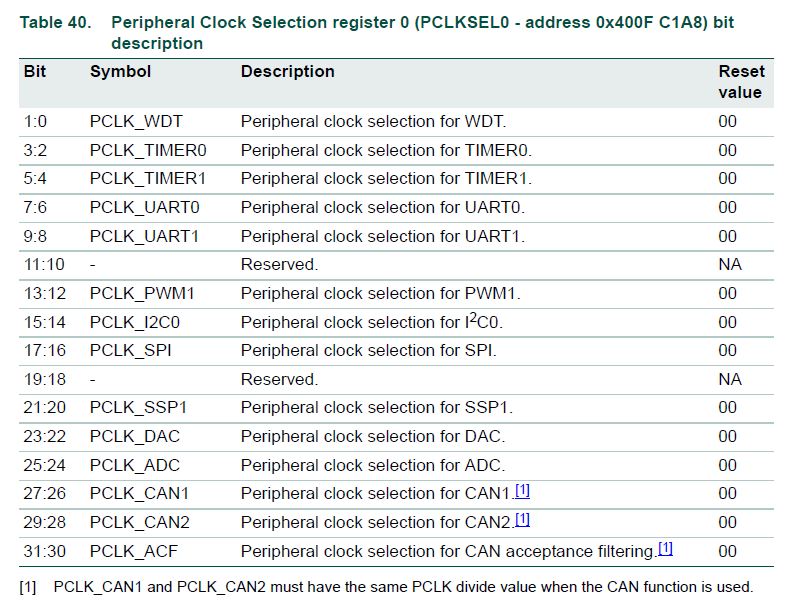 Table 40. Peripheral Clock Selection register 0 (PCLKSEL0 - address 0x400F C1A8) bit
description
Bit Symbol Description Reset
value
1:0 PCLK_WDT Peripheral clock selection for WDT. 00
3:2 PCLK_TIMER0 Peripheral clock selection for TIMER0. 00
5:4 PCLK_TIMER1 Peripheral clock selection for TIMER1. 00
7:6 PCLK_UART0 Peripheral clock selection for UART0. 00
9:8 PCLK_UART1 Peripheral clock selection for UART1. 00
11:10 - Reserved. NA
13:12 PCLK_PWM1 Peripheral clock selection for PWM1. 00
15:14 PCLK_I2C0 Peripheral clock selection for I²C0. 00
17:16 PCLK_SPI Peripheral clock selection for SPI. 00
19:18 - Reserved. NA
21:20 PCLK_SSP1 Peripheral clock selection for SSP1. 00
23:22 PCLK_DAC Peripheral clock selection for DAC. 00
25:24 PCLK_ADC Peripheral clock selection for ADC. 00
27:26 PCLK_CAN1 Peripheral clock selection for CAN1.[1] 00
29:28 PCLK_CAN2 Peripheral clock selection for CAN2.[1] 00
31:30 PCLK_ACF Peripheral clock selection for CAN acceptance filtering.[1] 00
[1] PCLK_CAN1 and PCLK_CAN2 must have the same PCLK divide value when the CAN function is used.